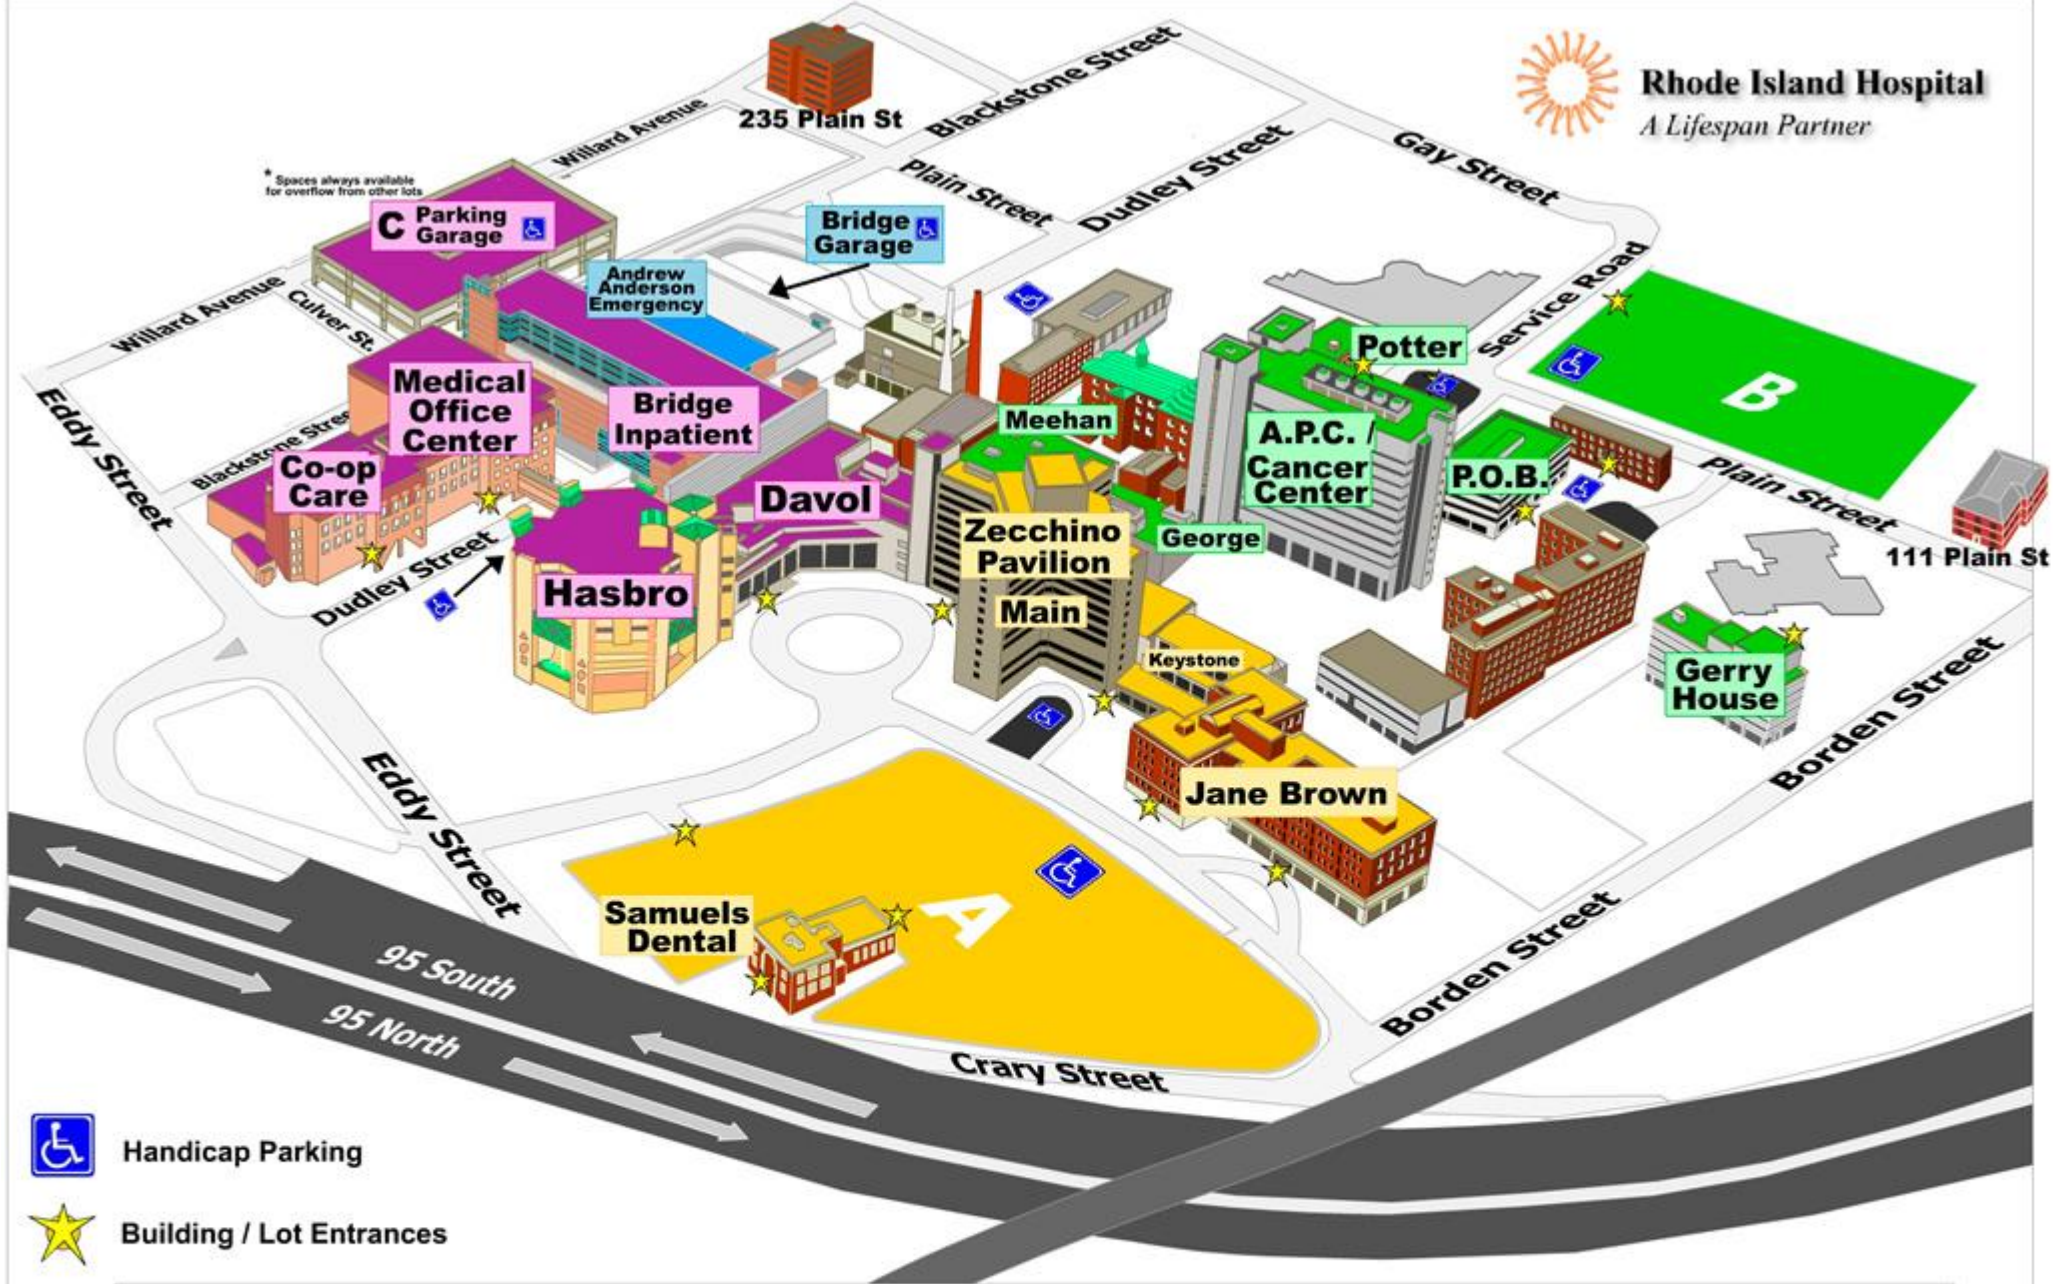 Rhode Island Hospital
A Lifespan Partner
235 Plain St
Blackstone Street
Willard Avenue
Gay Street
Plain Street
Dudley Street
* Spaces always available
for overflow from other lots
C Parking
Garage
Bridge
Garage
Andrew
Anderson
Emergency
Service Road
Willard Avenue
Culver St.
Potter
B
Medical
Office
Center
Bridge
Inpatient
Meehan
A.P.C. /
Cancer
Center
Eddy Street
Blackstone Street
Co-op
Care
Davol
P.O.B.
Plain Street
Zecchino
Pavilion
George
111 Plain St
Dudley Street
Hasbro
Main
Keystone
Gerry
House
Borden Street
Eddy Street
Jane Brown
Samuels
Dental
A
95 South
95 North
Borden Street
Crary Street
Handicap Parking
Building / Lot Entrances